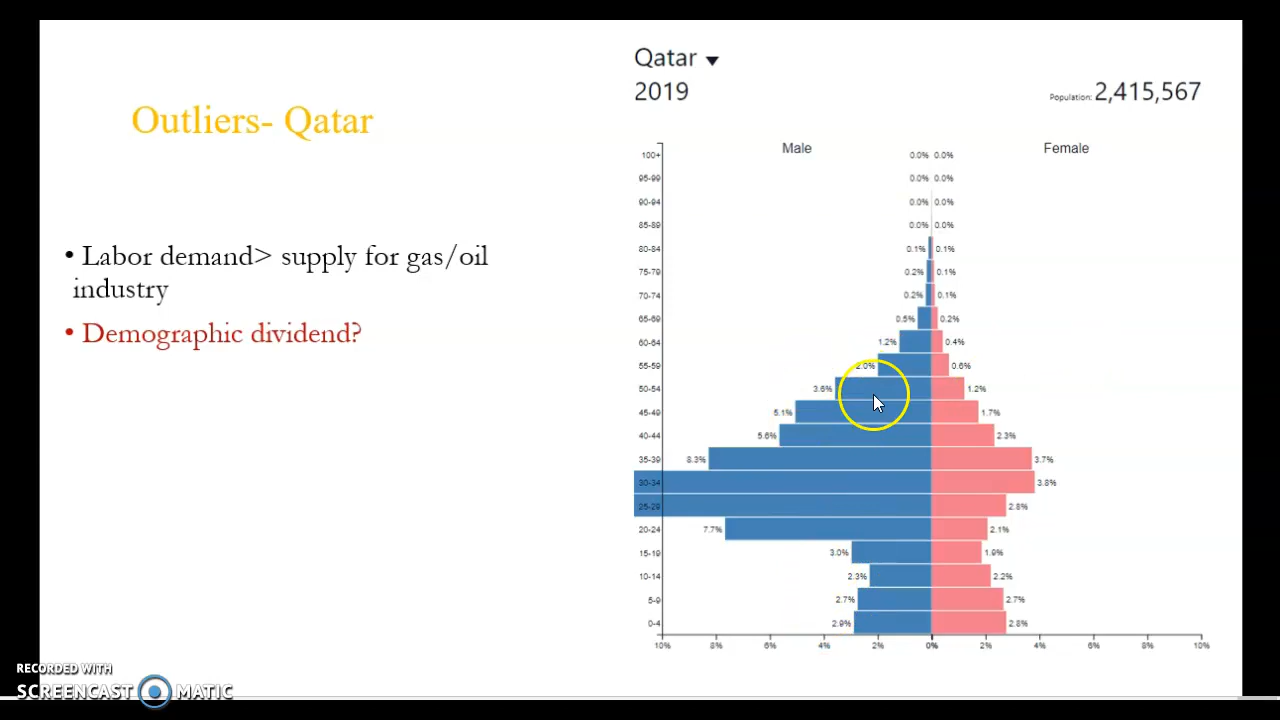 Outliers- Qatar
• Labor demand> supply for gas/oil
industry
• Demographic dividend?
Qatar
2019
Population: 2,415,567
Male Female
100+ 0.0% 0.0%
95-99 0.0% 0.0%
90-94 0.0% 0.0%
85-89 0.0% 0.0%
80-84 0.1% 0.1%
75-79 0.2% 0.1%
70-74 0.2% 0.1%
65-69 0.5% 0.2%
60-64 1.2% 0.4%
55-59 2.0% 0.6%
50-54 3.6% 1.2%
45-49 5.1% 1.7%
40-44 5.6% 2.3%
35-39 8.3% 3.7%
30-34 3.8%
25-29 2.8%
20-24 7.7% 2.1%
15-19 3.0% 1.9%
10-14 2.3% 2.2%
5-9 2.7% 2.7%
0-4 2.9% 2.8%
10% 8% 6% 4% 2% 0% 2% 4% 6% 8% 10%
RECORDED WITH
SCREENCAST MATIC